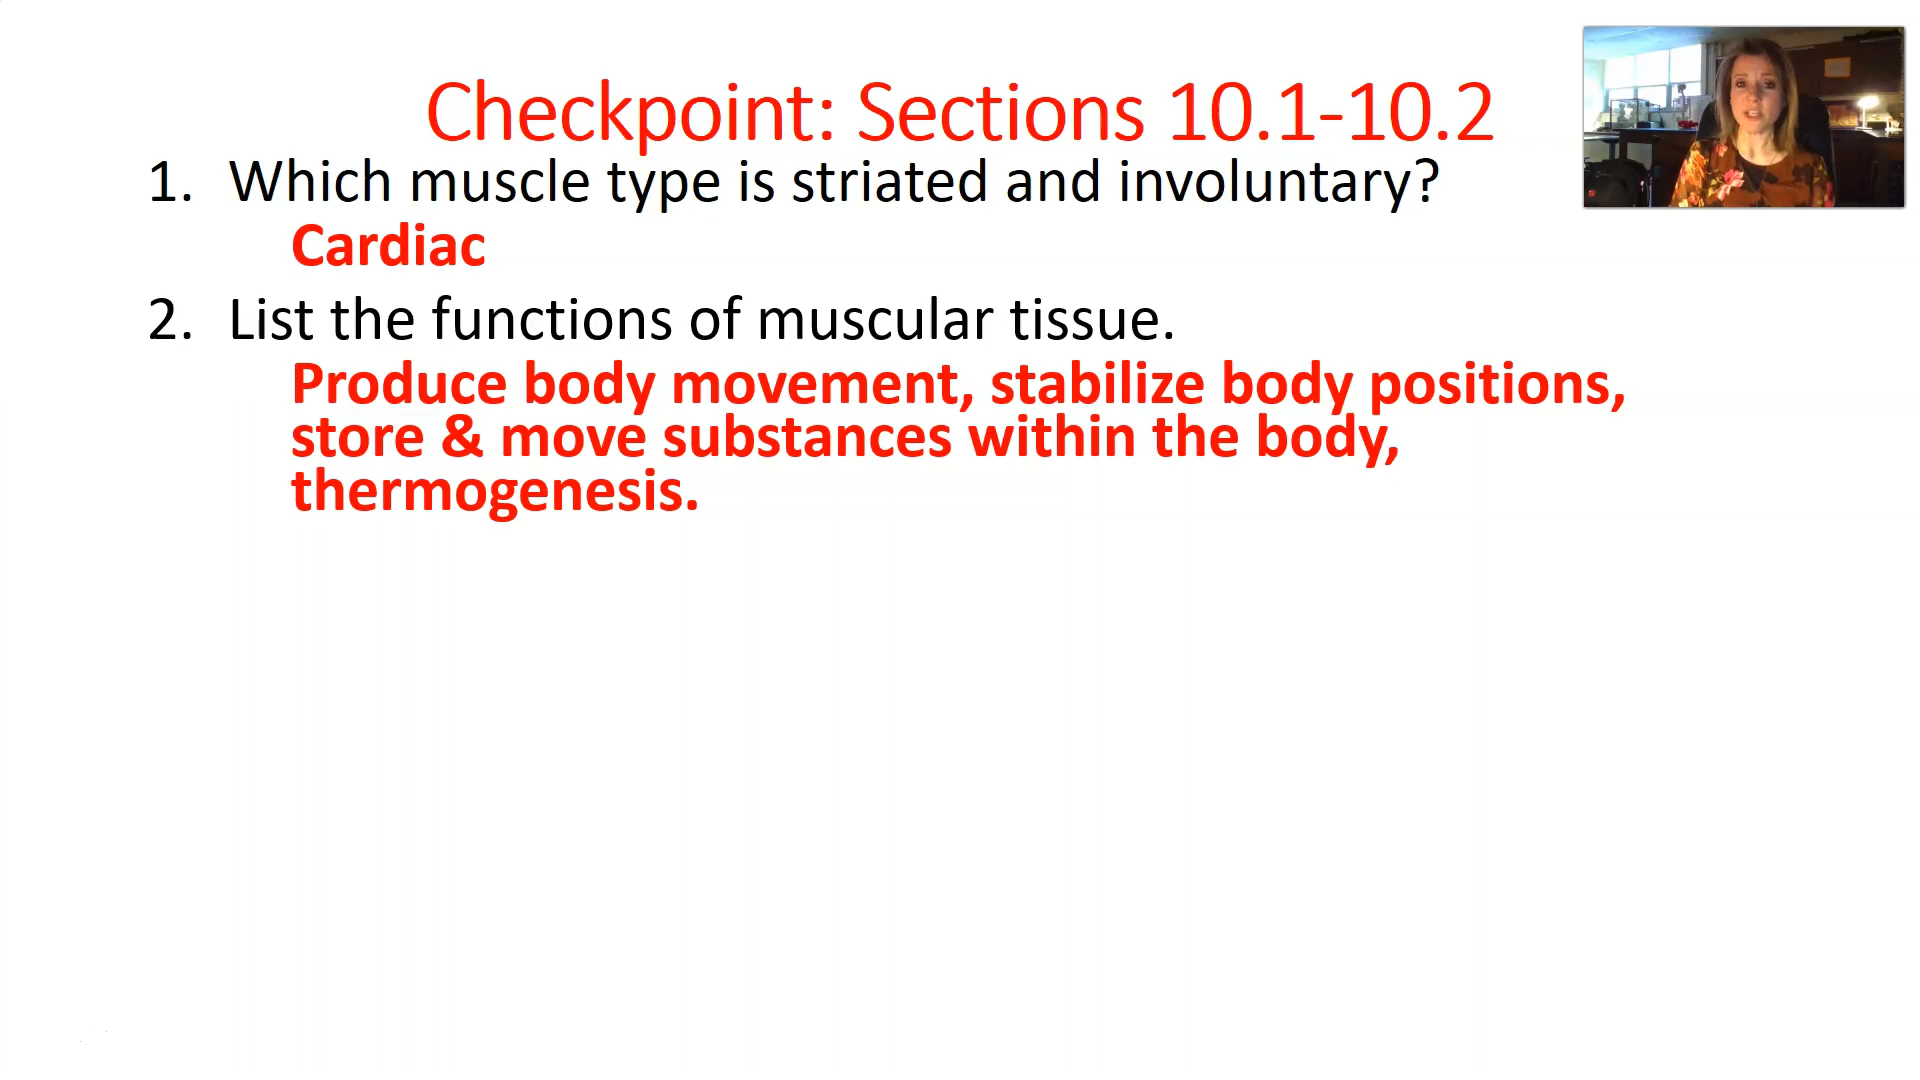 Checkpoint: Sections 10.1-10.2
1. Which muscle type is striated and involuntary?
Cardiac
2. List the functions of muscular tissue.
Produce body movement, stabilize body positions,
store & move substances within the body,
thermogenesis.